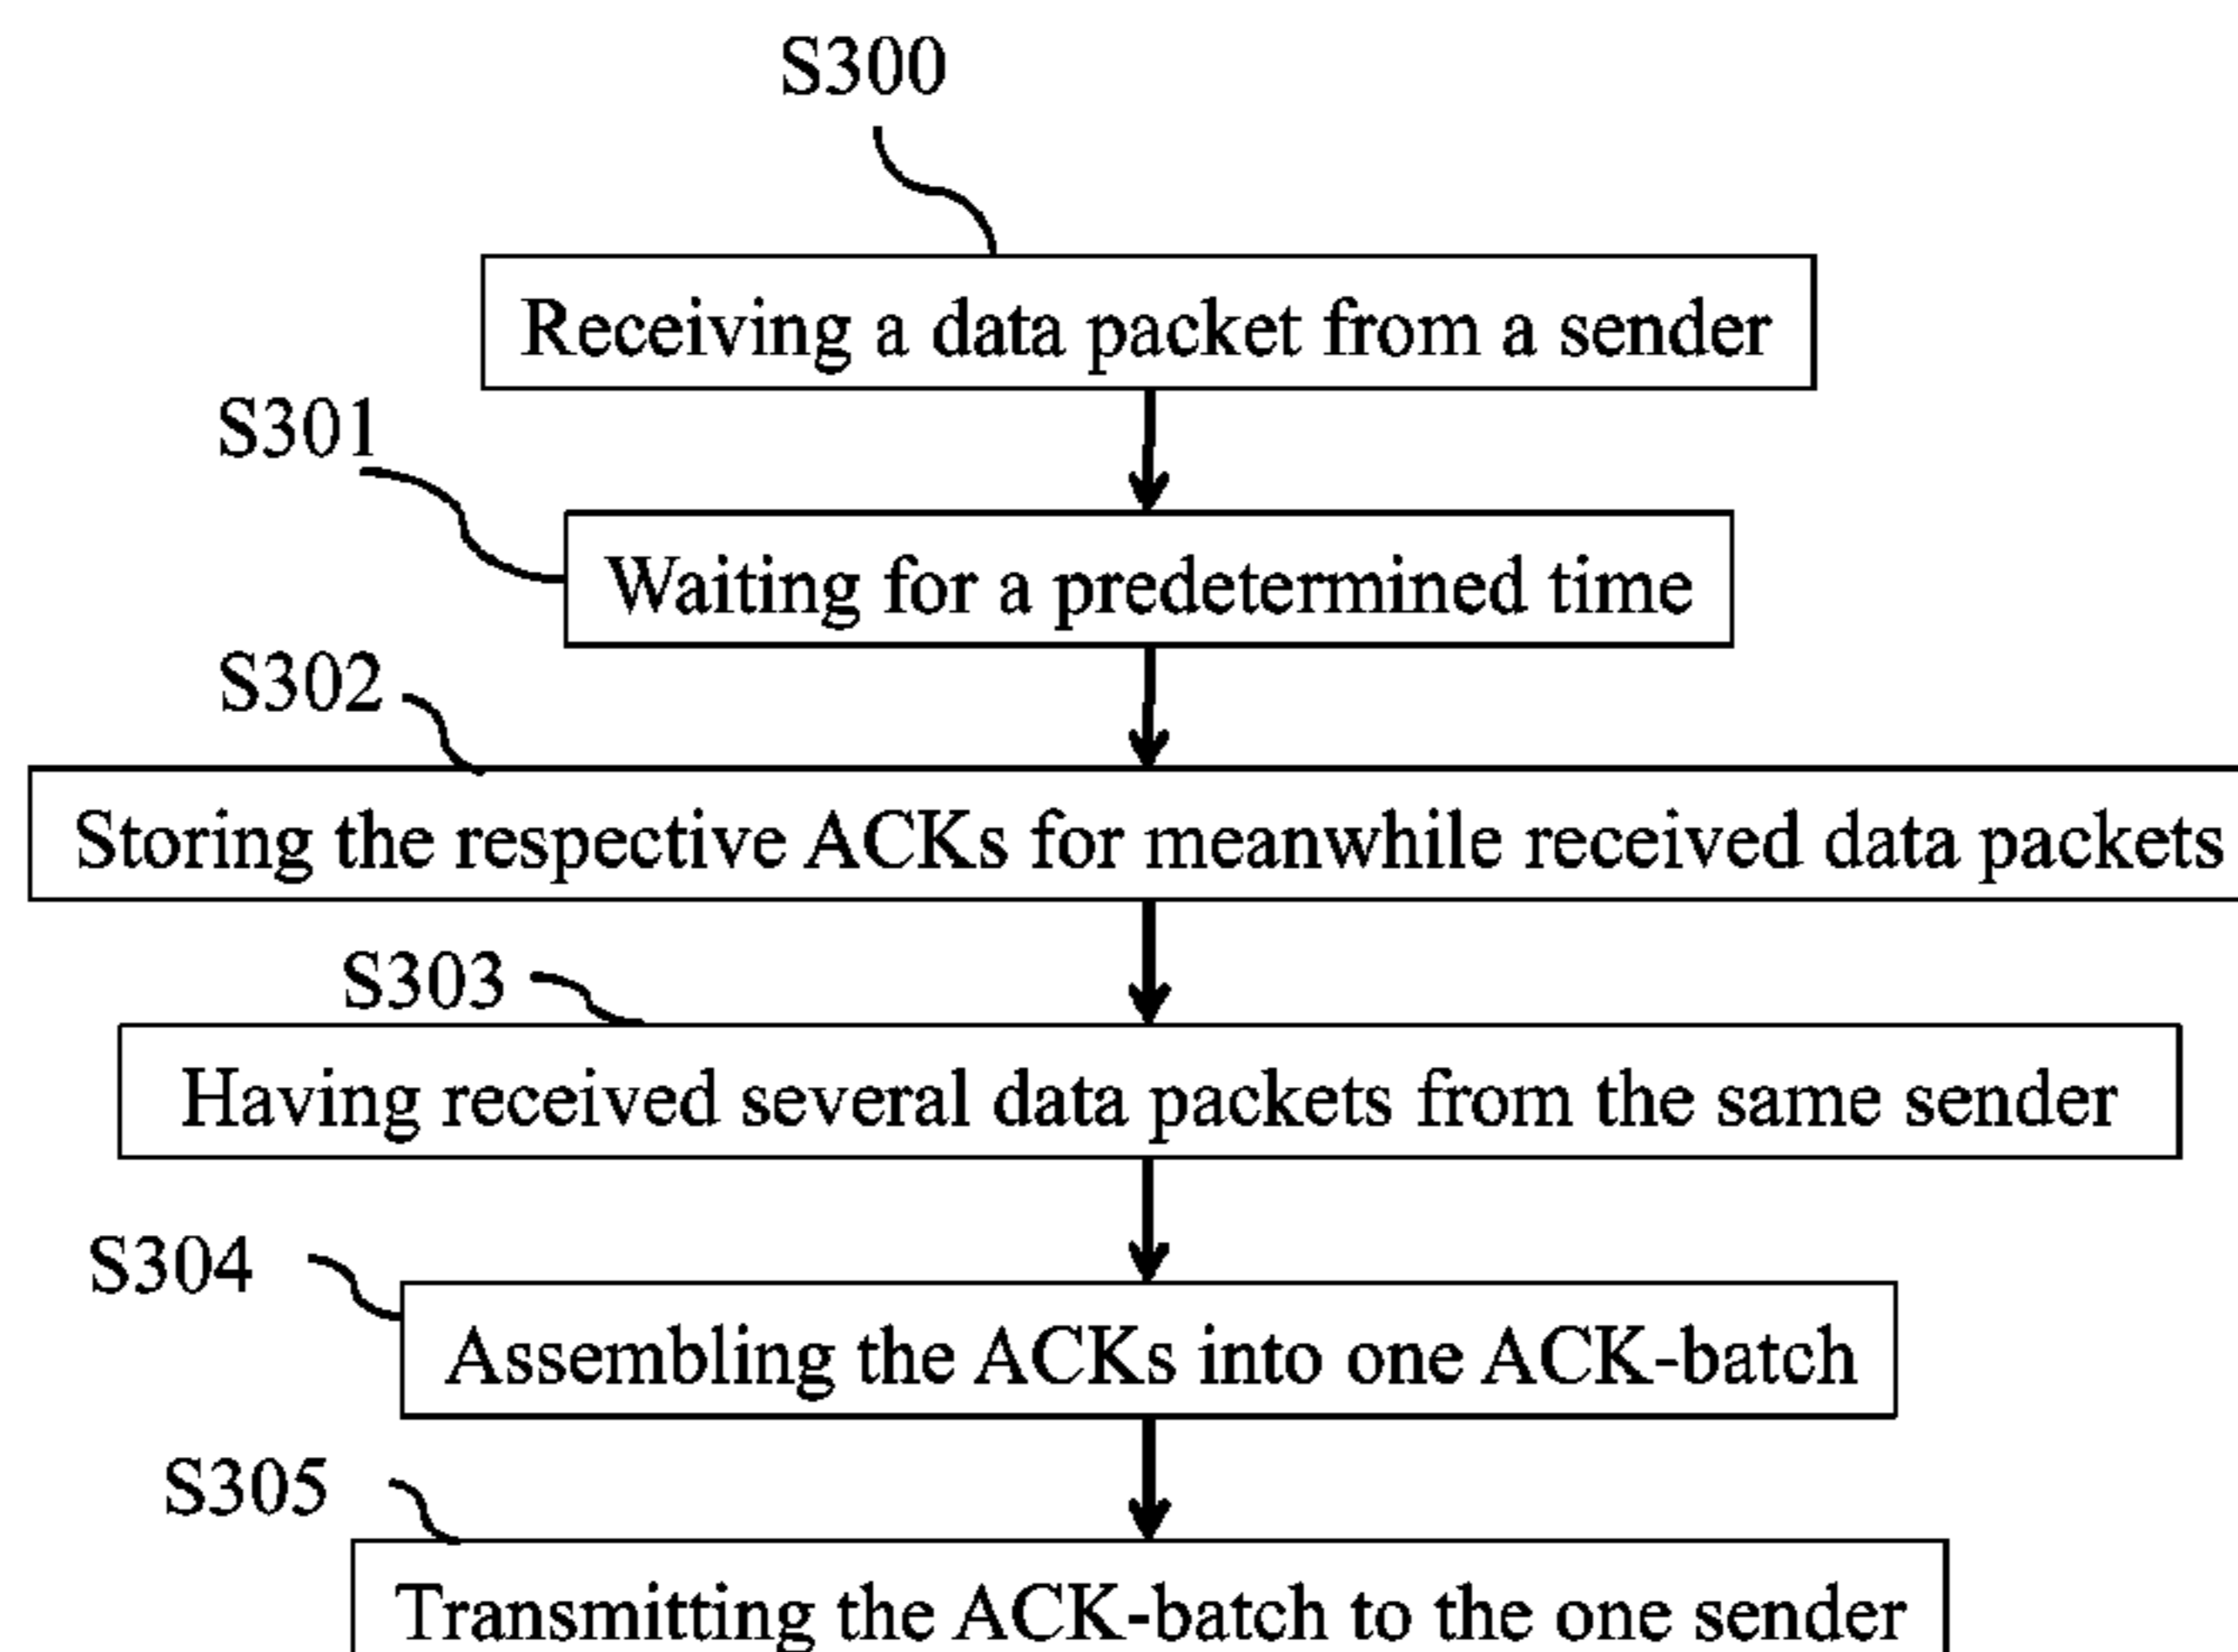 S300
Receiving a data packet from a sender
S301
Waiting for a predetermined time
S302
Storing the respective ACKs for meanwhile received data packets
S303
Having received several data packets from the same sender
S304
Assembling the ACKs into one ACK-batch
S305
Transmitting the ACK-batch to the one sender